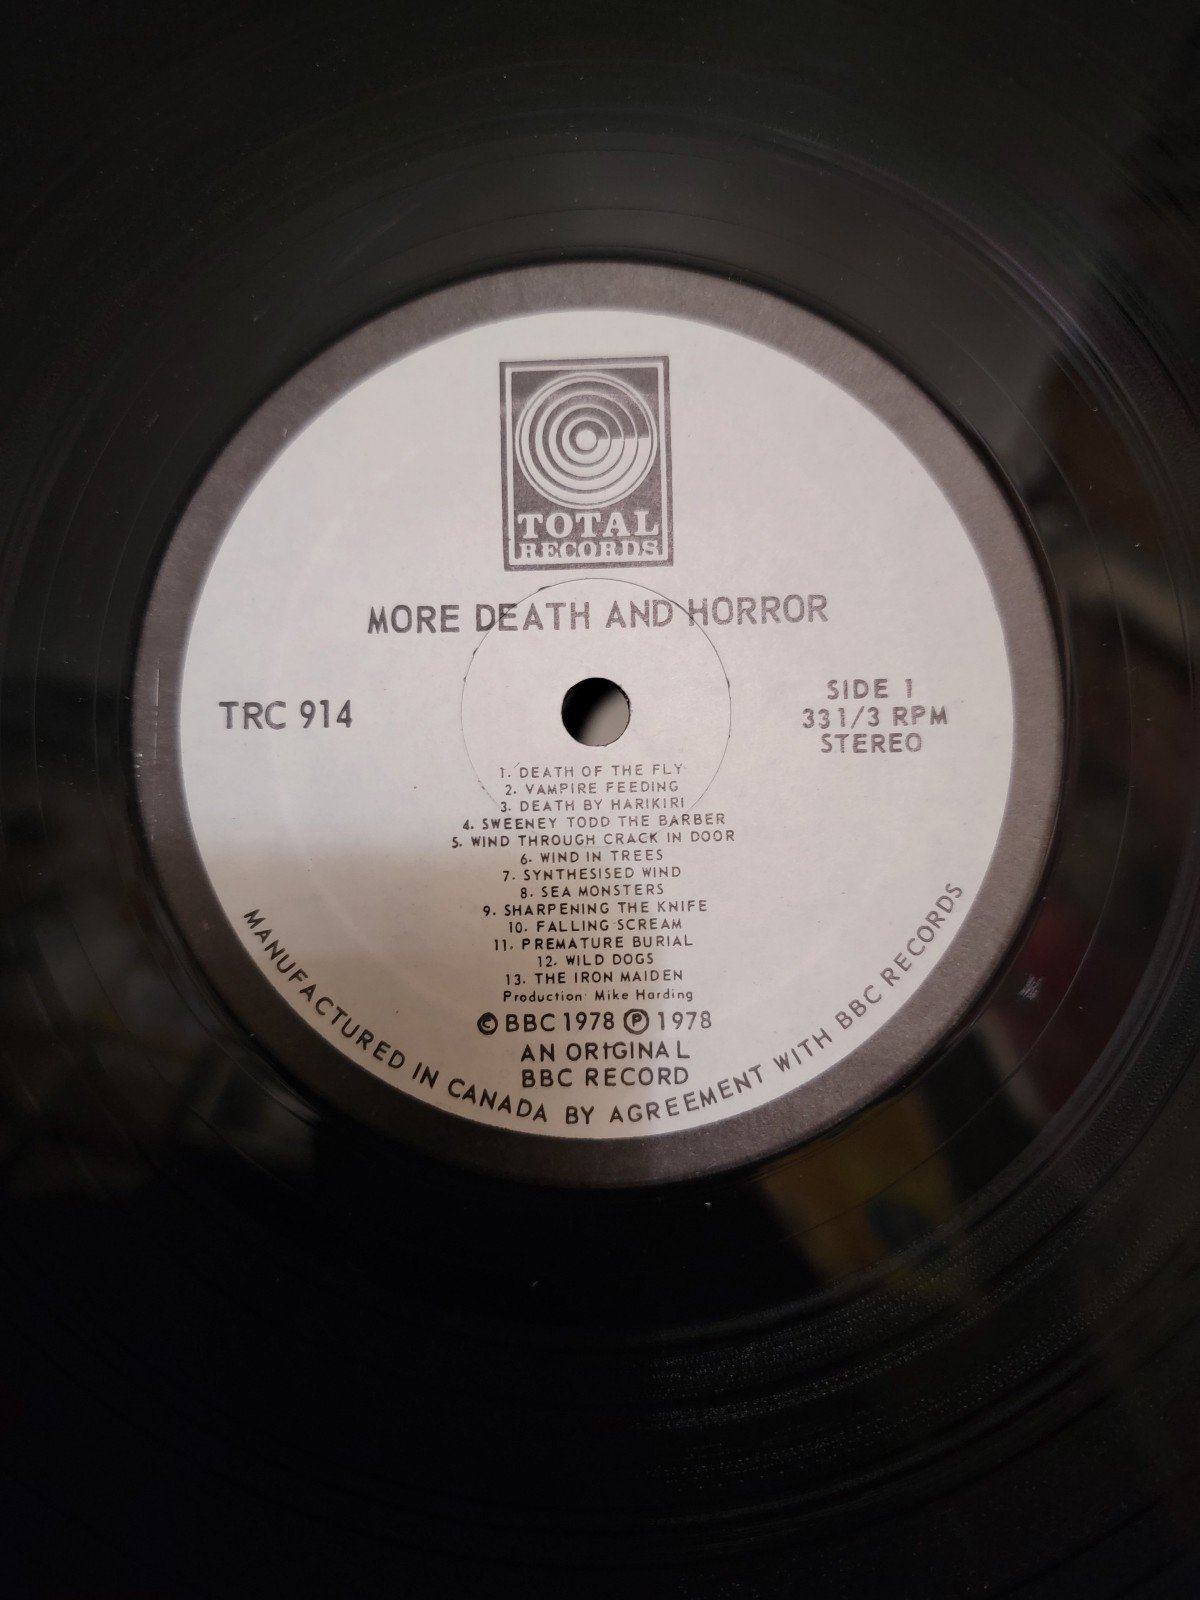 TOTAL
RECORDS
MORE DEATH AND HORROR
TRC 914
SIDE 1
33 1/3 RPM
STEREO
1. DEATH OF THE FLY
2. VAMPIRE FEEDING
3. DEATH BY HARIKIRI
4. SWEENEY TODD THE BARBER
5. WIND THROUGH CRACK IN DOOR
6. WIND IN TREES
7. SYNTHESISED WIND
8. SEA MONSTERS
9. SHARPENING THE KNIFE
10. FALLING SCREAM
11. PREMATURE BURIAL
12. WILD DOGS
13. THE IRON MAIDEN
Production: Mike Harding
© BBC 1978 ℗ 1978
AN ORIGINAL
BBC RECORD
MANUFACTURED IN CANADA BY AGREEMENT WITH BBC RECORDS